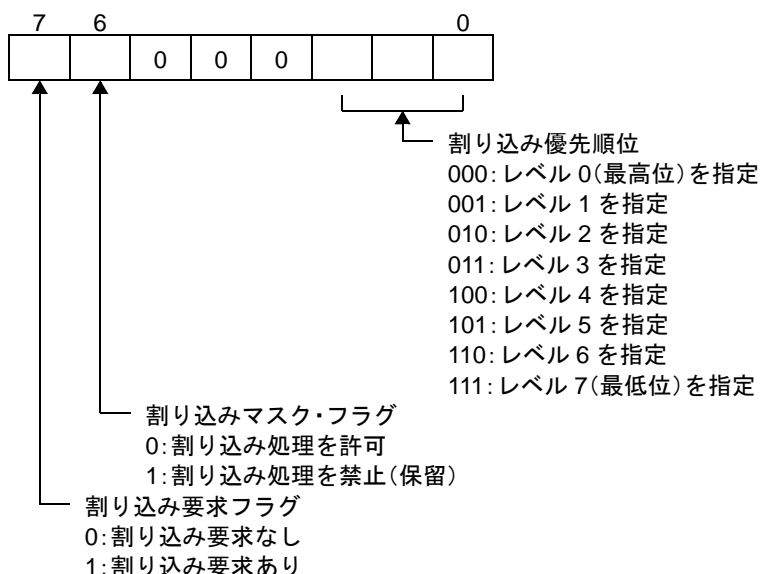 7 6 0
0 0 0
割り込み優先順位
000:レベル 0(最高位)を指定
001:レベル 1 を指定
010:レベル 2 を指定
011:レベル 3 を指定
100:レベル 4 を指定
101:レベル 5 を指定
110:レベル 6 を指定
111:レベル 7(最低位)を指定
割り込みマスク・フラグ
0:割り込み処理を許可
1:割り込み処理を禁止(保留)
割り込み要求フラグ
0:割り込み要求なし
1:割り込み要求あり